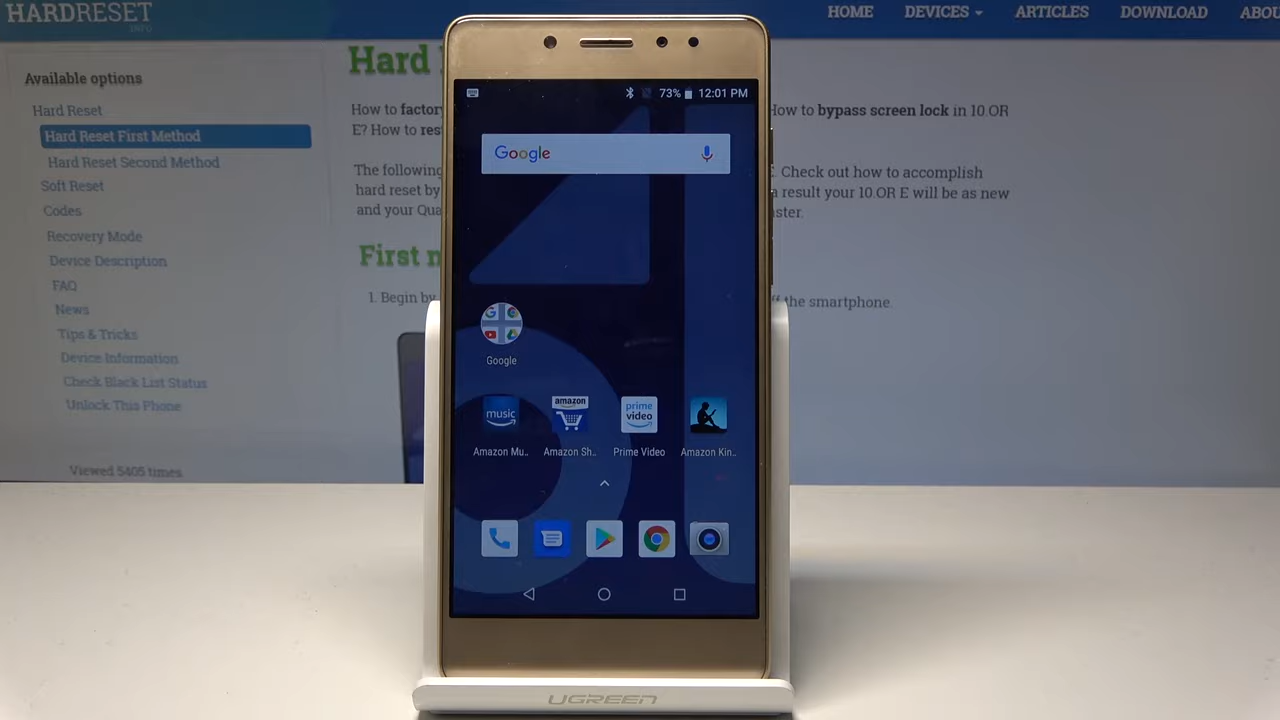 HARDRESET
INFO
HOME DEVICES ARTICLES DOWNLOAD ABOU
Available options
Hard Reset
Hard Reset First Method
Hard Reset Second Method
Soft Reset
Codes
Recovery Mode
Device Description
FAQ
News
Tips & Tricks
Device Information
Check Black List Status
Unlock This Phone
Viewed 5405 times
Hard
How to factory How to bypass screen lock in 10.OR
E? How to res
The following E. Check out how to accomplish
hard reset by a result your 10.OR E will be as new
and your Qua ster.
First m
1. Begin by ff the smartphone.
73% 12:01 PM
Google
Google
music
amazon
prime video
Amazon Mu.. Amazon Sh.. Prime Video Amazon Kin..
UGREEN